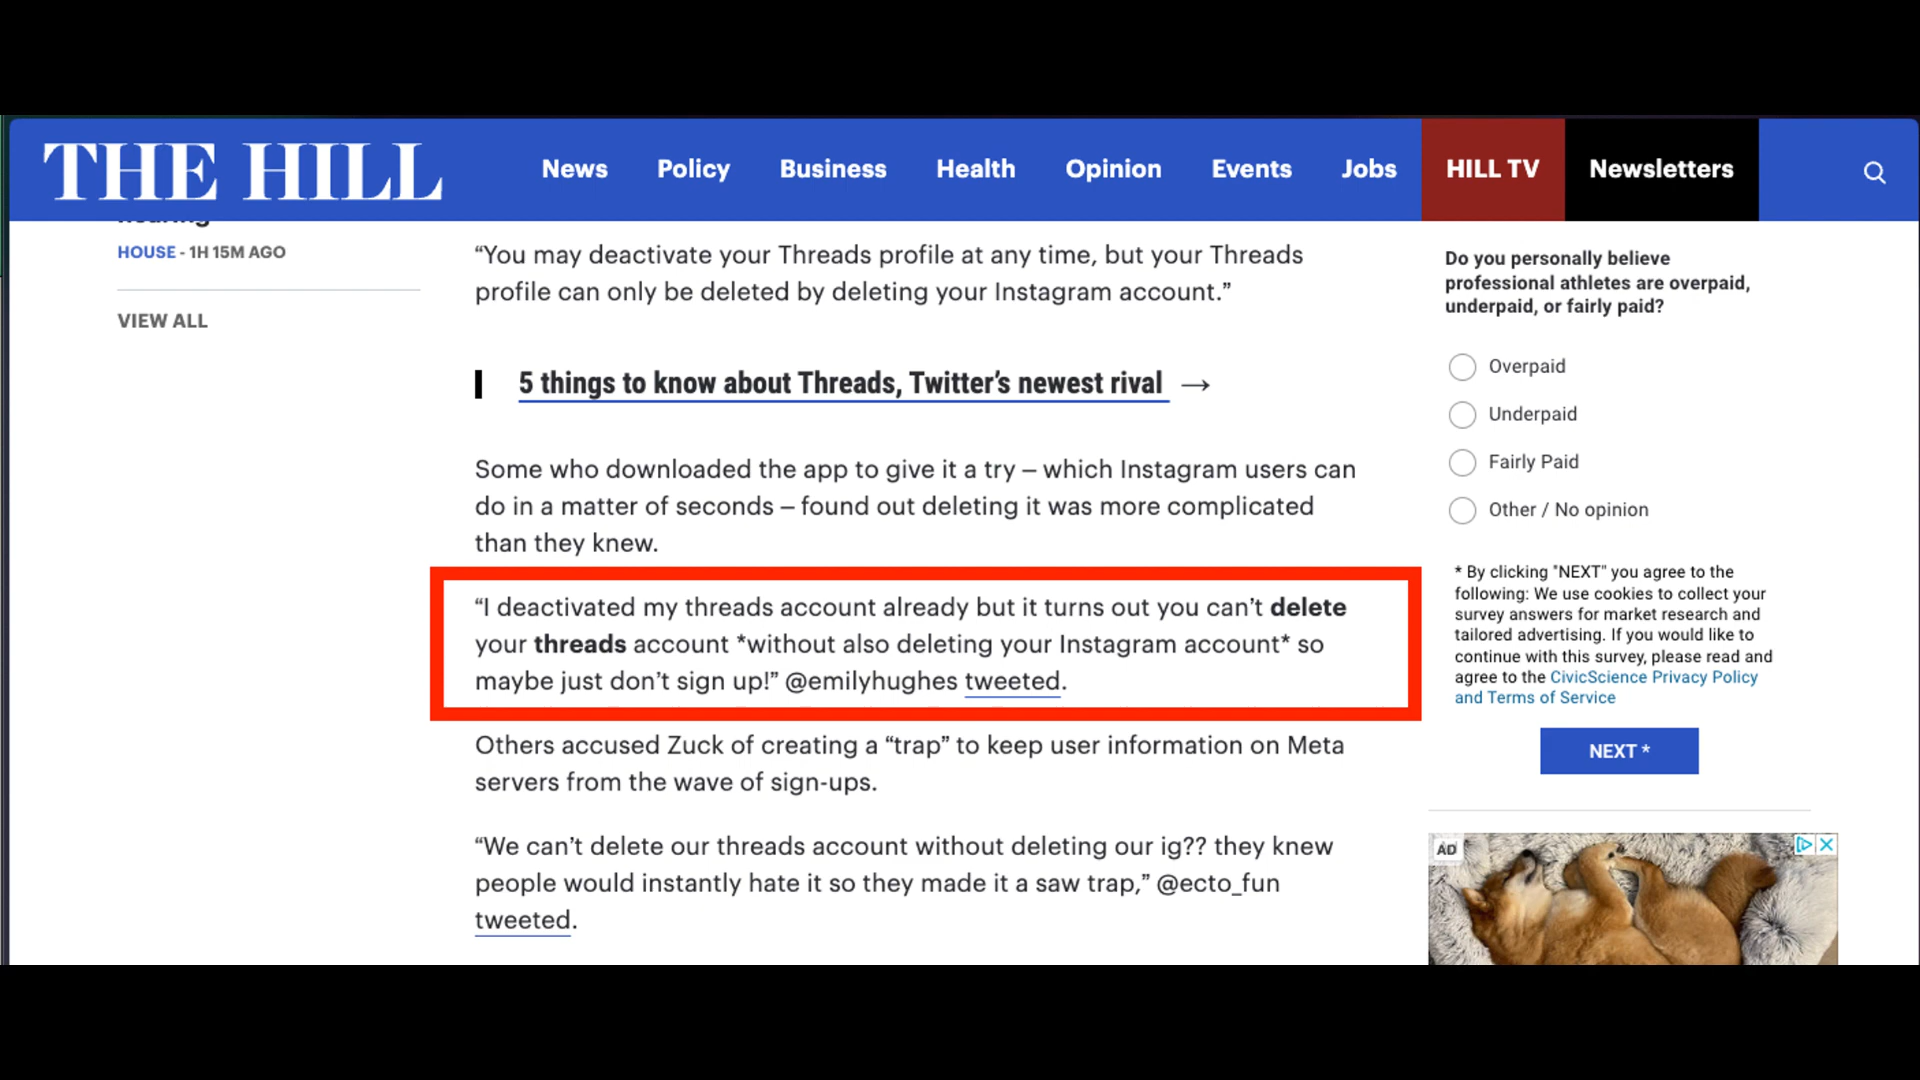 THE HILL
News
Policy
Business
Health
Opinion
Events
Jobs
HILL TV
Newsletters
HOUSE - 1H 15M AGO
VIEW ALL
“You may deactivate your Threads profile at any time, but your Threads
profile can only be deleted by deleting your Instagram account.”
5 things to know about Threads, Twitter’s newest rival →
Some who downloaded the app to give it a try – which Instagram users can
do in a matter of seconds – found out deleting it was more complicated
than they knew.
“I deactivated my threads account already but it turns out you can’t delete
your threads account *without also deleting your Instagram account* so
maybe just don’t sign up!” @emilyhughes tweeted.
Others accused Zuck of creating a “trap” to keep user information on Meta
servers from the wave of sign-ups.
“We can’t delete our threads account without deleting our ig?? they knew
people would instantly hate it so they made it a saw trap,” @ecto_fun
tweeted.
Do you personally believe
professional athletes are overpaid,
underpaid, or fairly paid?
Overpaid
Underpaid
Fairly Paid
Other / No opinion
* By clicking "NEXT" you agree to the
following: We use cookies to collect your
survey answers for market research and
tailored advertising. If you would like to
continue with this survey, please read and
agree to the CivicScience Privacy Policy
and Terms of Service
NEXT *
AD